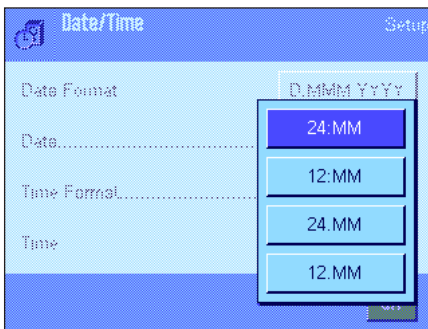 Date/Time
Setup
Date Format
D.MMM YYYY
Date
24:MM
12:MM
Time Format
24.MM
Time
12.MM